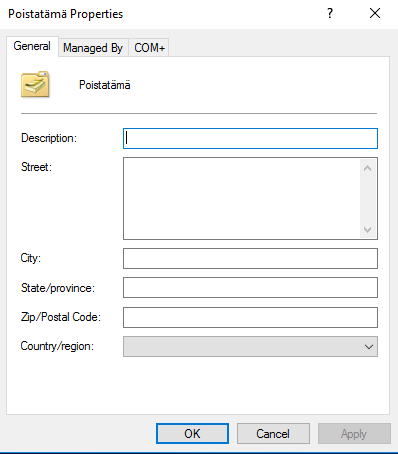 Poistatämä Properties
General Managed By COM+
Poistatämä
Description:
Street:
City:
State/province:
Zip/Postal Code:
Country/region:
OK Cancel Apply